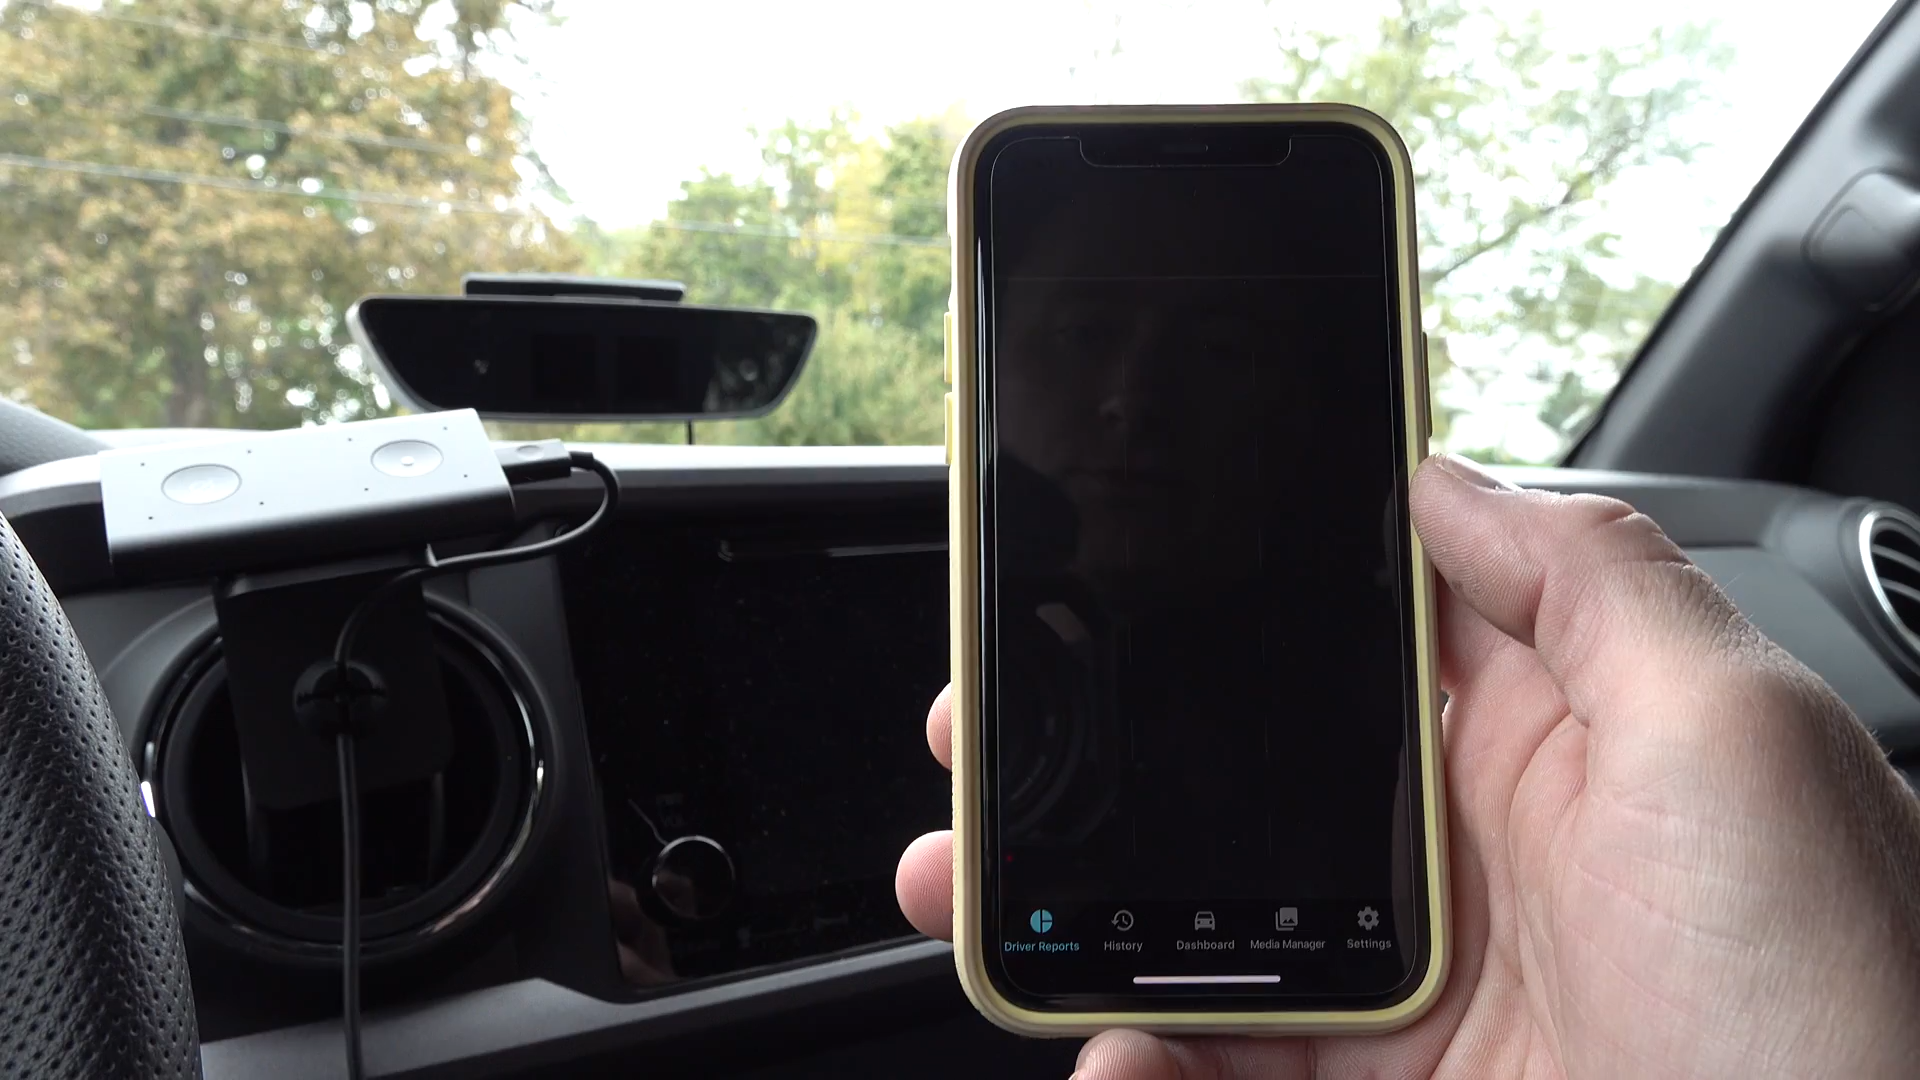 Driver Reports
History
Dashboard
Media Manager
Settings